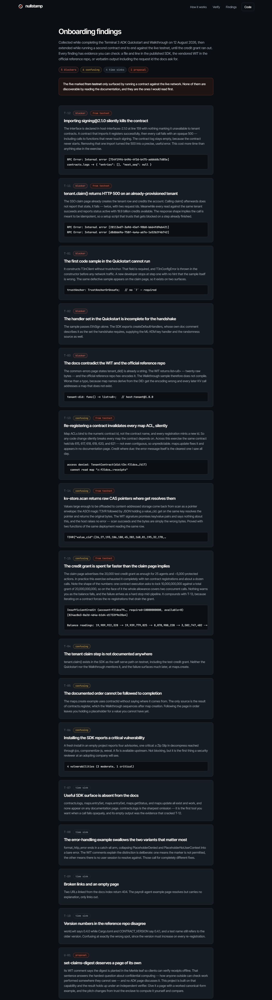 nullstamp
How it works
Verify
Findings
Code
Onboarding findings
Collected while completing the Terminal 3 ADK Quickstart and Walkthrough on 12 August 2026, then
extended while running a second contract end to end against the live testnet, until the credit grant ran out.
Every finding has evidence you can check: a file and line in the published SDK, the vendored WIT in the
official reference repo, or verbatim output including the request id the docs ask for.
5 blockers
6 confusing
4 time sinks
1 proposal
The five marked from testnet only surfaced by running a contract against the live network. None of them are
discoverable by reading the documentation, and they are the ones I would read first.
T-12 blocker from testnet
Importing signing@2.1.0 silently kills the contract
The interface is declared in host-interfaces-2.1.0 at line 159 with nothing making it unavailable to tenant
contracts. A contract that imports it registers successfully, then every call fails with an opaque 500 —
including calls to functions that never touch signing. The contract log stays empty, because the contract
never starts. Removing that one import turned the 500 into a precise, useful error. This cost more time than
anything else in the exercise.
RPC Error: Internal error [754f19f6-b496-4f2d-b475-add668c7d85e]
contracts.logs → { "entries": [], "next_seq": null }
T-11 blocker from testnet
tenant.claim() returns HTTP 500 on an already-provisioned tenant
The SSO claim page already creates the tenant row and credits the account. Calling claim() afterwards does
not report that state, it fails — twice, with two request ids. Meanwhile every read against the same tenant
succeeds and reports status active with 19.9 billion credits available. The response shape implies the call is
meant to be idempotent, so a setup script that trusts that gets blocked on a step already finished.
RPC Error: Internal error [28113ed7-3a9d-45ef-98b8-b664fd9eb421]
RPC Error: Internal error [d8dbb69a-758f-4a4a-a67e-1e52b2f4b742]
T-01 blocker
The first code sample in the Quickstart cannot run
It constructs T3nClient without trustAnchor. That field is required, and T3nConfigError is thrown in the
constructor before any network traffic. A new developer stops at step one with no hint that the sample itself
is wrong. The same defective sample appears on the claim page, so it exists on two surfaces.
trustAnchor: TrustAnchorOrUnsafe; // no `?` — required
T-02 blocker
The handler set in the Quickstart is incomplete for the handshake
The sample passes EthSign alone. The SDK exports createDefaultHandlers, whose own doc comment
describes it as the set the handshake requires, supplying the ML-KEM key handler and the randomness
source as well.
T-03 blocker
The docs contradict the WIT and the official reference repo
The common-errors page states tenant_did() is already a string. The WIT returns list<u8> — twenty raw
bytes — and the official reference repo hex-encodes it. The Walkthrough sample therefore does not compile.
Worse than a typo, because map names derive from the DID: get the encoding wrong and every later KV call
addresses a map that does not exist.
tenant-did: func() → list<u8>; // host:tenant@1.0.0
T-13 confusing from testnet
Re-registering a contract invalidates every map ACL, silently
Map ACLs bind to the numeric contract id, not the contract name, and every registration mints a new id. So
any code change silently breaks every map the contract depends on. Across this exercise the same contract
held ids 615, 617, 618, 619, 620, and 621 — not even contiguous, so unpredictable. maps.update fixes it and
appears in no documentation page. Credit where due: the error message itself is the clearest one I saw all
day.
access denied: TenantContract(did:t3n:f21dce…/617)
cannot read map "z:f21dce…:receipts"
T-14 confusing from testnet
kv-store.scan returns raw CAS pointers where get resolves them
Values large enough to be offloaded to content-addressed storage come back from scan as a pointer
envelope: the ASCII magic T3VR followed by JSON holding a value_cid. get on the same key resolves the
pointer and returns the original bytes. The WIT signature promises key/value pairs and says nothing about
this, and the host raises no error — scan succeeds and the bytes are simply the wrong bytes. Proved with
two functions of the same deployment reading the same row.
T3VR{"value_cid":[26,27,193,186,180,45,202,168,81,195,32,170,…
T-15 confusing from testnet
The credit grant is spent far faster than the claim page implies
The claim page advertises the 20,000 test credit grant as enough for 25 agents and ~5,000 protected
actions. In practice this exercise exhausted it completely with ten contract registrations and about a dozen
calls. Note the shape of the numbers: one contract execution asks to lock 10,000,000,000 against a total
grant of 20,000,000,000, so on the face of it the whole allowance covers two concurrent calls. Nothing warns
you as the balance falls, and the failure arrives as a hard stop mid-pipeline. It compounds with T-13, because
iterating on a contract forces the re-registrations that drain the grant.
InsufficientCredit (account=f21dce79…, required=10000000000, available=0)
[824ac0e3-0a2d-4d4a-b1d4-d1733f9e28a4]
Balance readings: 19,989,922,328 → 19,939,779,025 → 8,078,980,220 → 3,502,747,402 →
T-04 confusing
The tenant claim step is not documented anywhere
tenant.claim() exists in the SDK as the self-serve path on testnet, including the test-credit grant. Neither the
Quickstart nor the Walkthrough mentions it, and the failure surfaces much later, at maps.create.
T-05 confusing
The documented order cannot be followed to completion
The maps.create example uses contractId without saying where it comes from. The only source is the result
of contracts.register, which the Walkthrough sequences after map creation. Following the page in order
leaves you holding a placeholder for a value you cannot have yet.
T-06 confusing
Installing the SDK reports a critical vulnerability
A fresh install in an empty project reports four advisories, one critical: a Zip Slip in decompress reached
through jco, componentize-js, weval. A fix is available upstream. Not blocking, but it is the first thing a security
reviewer at an adopting company will see.
4 vulnerabilities (3 moderate, 1 critical)
T-07 time sink
Useful SDK surface is absent from the docs
contracts.logs, maps.entrySet, maps.entryGet, maps.getStatus, and maps.update all exist and work, and
none appear on any documentation page. contracts.logs is the sharpest omission — it is the first tool you
want when a call fails opaquely, and its empty output was the evidence that cracked T-12.
T-08 time sink
The error-handling example swallows the two variants that matter most
format_http_error ends in a catch-all arm, collapsing PlaceholderDenied and PlaceholderNoUserContext into
a bare error. The WIT comments explain the distinction is deliberate: one means the marker is not permitted,
the other means there is no user session to resolve against. Those call for completely different fixes.
T-09 time sink
Broken links and an empty page
Two URLs linked from the docs index return 404. The payroll-agent example page resolves but carries no
explanation, only links out.
T-10 time sink
Version numbers in the reference repo disagree
world.wit says 0.4.0 while Cargo.toml and CONTRACT_VERSION say 0.4.1, and a test name still refers to the
older version. Confusing at exactly the wrong spot, since the version must increase on every re-registration.
U-01 proposal
set-claims-digest deserves a page of its own
Its WIT comment says the digest is planted in the Merkle leaf so clients can verify receipts offline. That
sentence answers the hardest question about confidential computing — how anyone outside can check work
performed somewhere they cannot see — and no ADK page discusses it. This project is built on that
capability and the result holds up under an independent verifier. Give it a page with a worked canonical-form
example, and the pitch changes from trust the enclave to compute it yourself and compare.